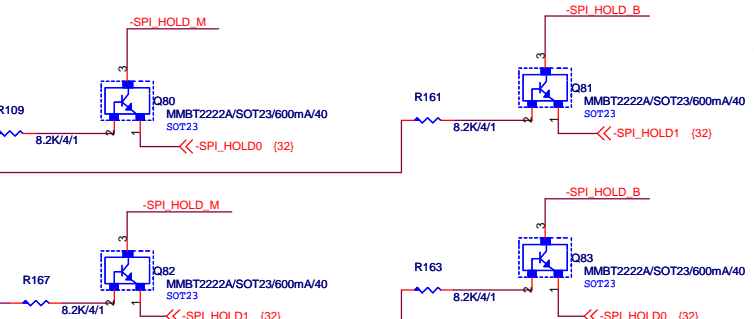 -SPI_HOLD_M
3
Q80
MMBT2222A/SOT23/600mA/40
SOT23
R109
8.2K/4/1
2
1
-SPI_HOLD0 {32}
-SPI_HOLD_B
3
Q81
MMBT2222A/SOT23/600mA/40
SOT23
R161
8.2K/4/1
2
1
-SPI_HOLD1 {32}
-SPI_HOLD_M
3
Q82
MMBT2222A/SOT23/600mA/40
SOT23
R167
8.2K/4/1
2
1
-SPI_HOLD1 {32}
-SPI_HOLD_B
3
Q83
MMBT2222A/SOT23/600mA/40
SOT23
R163
8.2K/4/1
2
1
-SPI_HOLD0 {32}